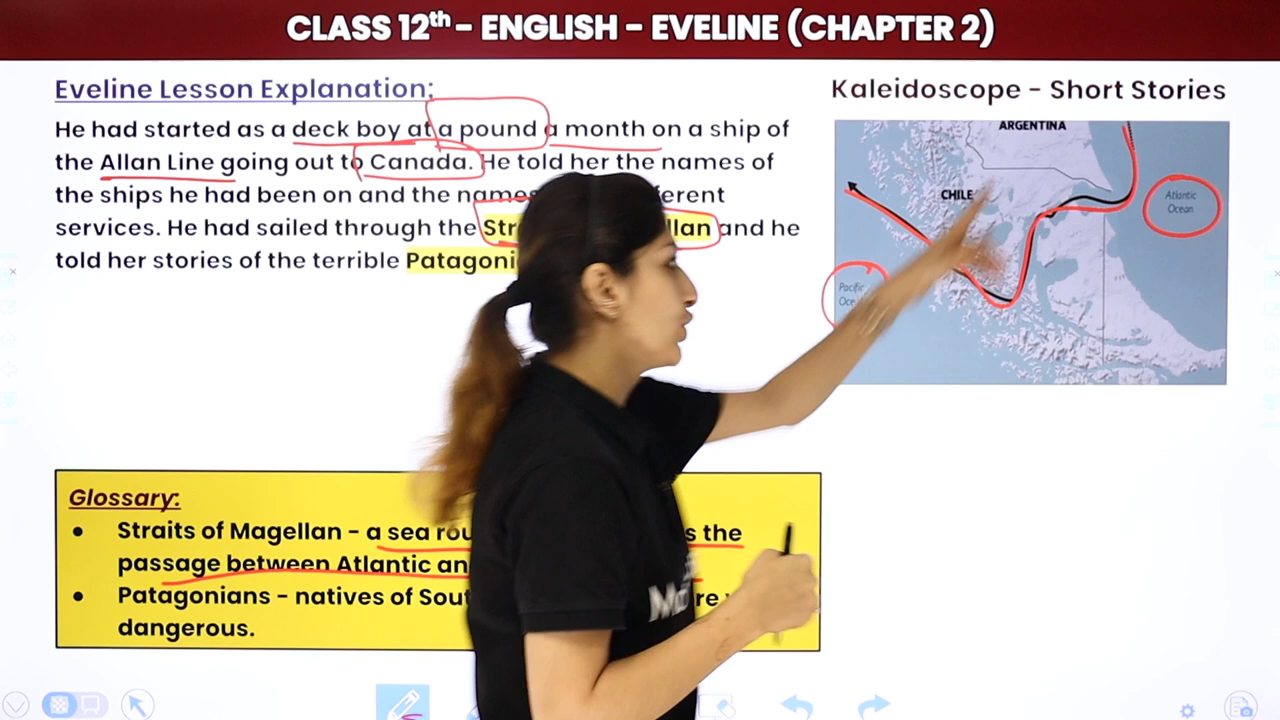 CLASS 12th - ENGLISH - EVELINE (CHAPTER 2)
Eveline Lesson Explanation:
He had started as a deck boy at a pound a month on a ship of
the Allan Line going out to Canada. He told her the names of
the ships he had been on and the names
services. He had sailed through the and he
told her stories of the terrible
Kaleidoscope - Short Stories
ARGENTINA
CHILE
Atlantic
Ocean
Pacific
Glossary:
• Straits of Magellan - a sea the
passage between Atlantic
• Patagonians - natives of
dangerous.